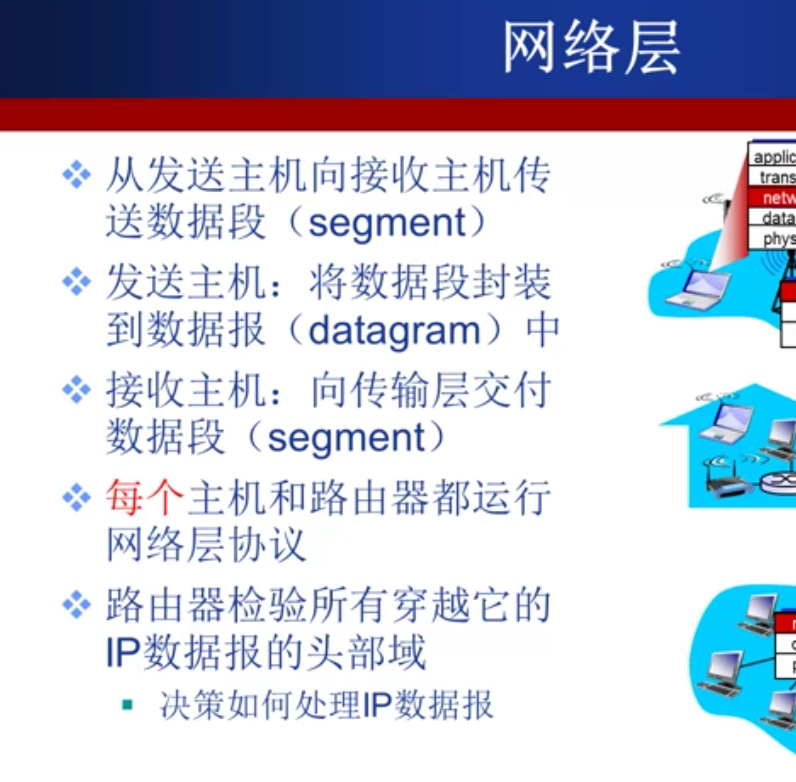 网络层
从发送主机向接收主机传
送数据段（segment）
发送主机：将数据段封装
到数据报（datagram）中
接收主机：向传输层交付
数据段（segment）
每个主机和路由器都运行
网络层协议
路由器检验所有穿越它的
IP数据报的头部域
决策如何处理IP数据报
applic
trans
netw
data
phys